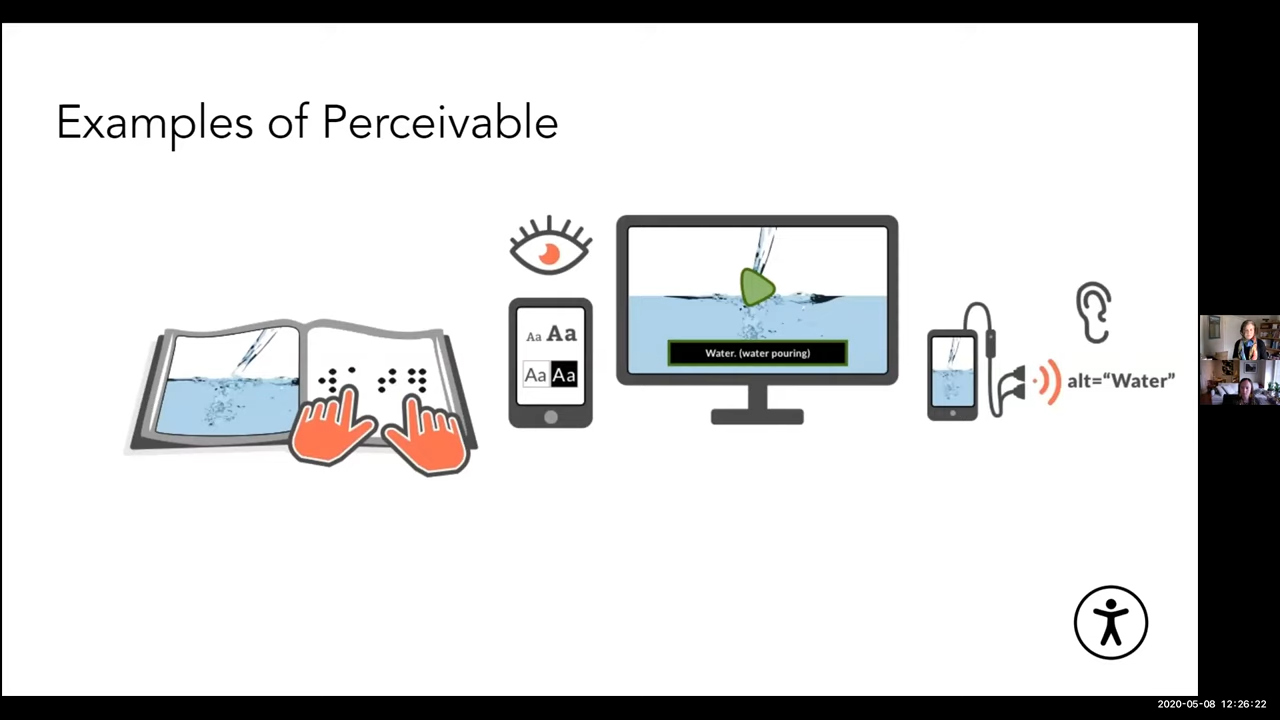 Examples of Perceivable
Aa Aa
Aa Aa
Water. (water pouring)
alt=“Water”
2020-05-08 12:26:22